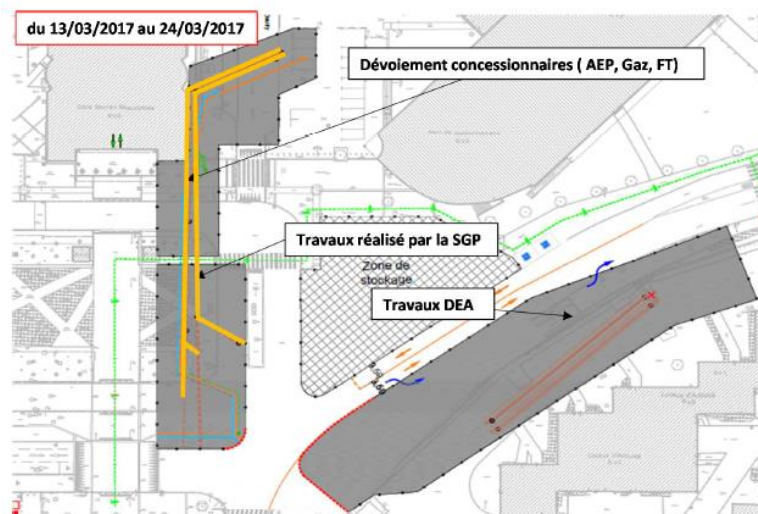 du 13/03/2017 au 24/03/2017
Dévoiement concessionnaires ( AEP, Gaz, FT)
Travaux réalisé par la SGP
Zone de
stockage
Travaux DEA